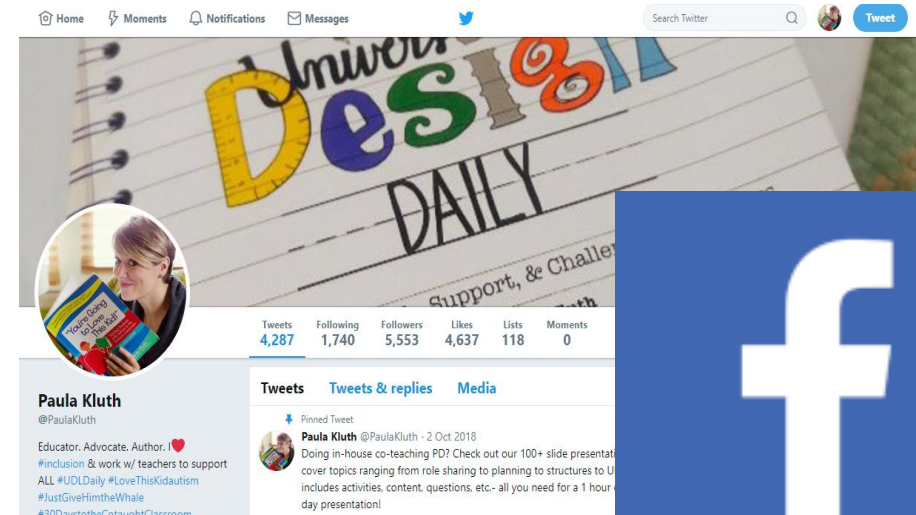 Home Moments Notifications Messages Search Twitter Tweet
Univers
Design
DAILY
Support, & Challen
Tweets Following Followers Likes Lists Moments
4,287 1,740 5,553 4,637 118 0
"You're Going
to Love
This Kid!"
Tweets Tweets & replies Media
Paula Kluth
@PaulaKluth
Educator. Advocate. Author. I
#inclusion & work w/ teachers to support
ALL #UDLDaily #LoveThisKidautism
#JustGiveHimtheWhale
#30DaystotheCotaughtClassroom
Pinned Tweet
Paula Kluth @PaulaKluth · 2 Oct 2018
Doing in-house co-teaching PD? Check out our 100+ slide presentati
cover topics ranging from role sharing to planning to structures to U
includes activities, content, questions, etc.- all you need for a 1 hour
day presentation!
f